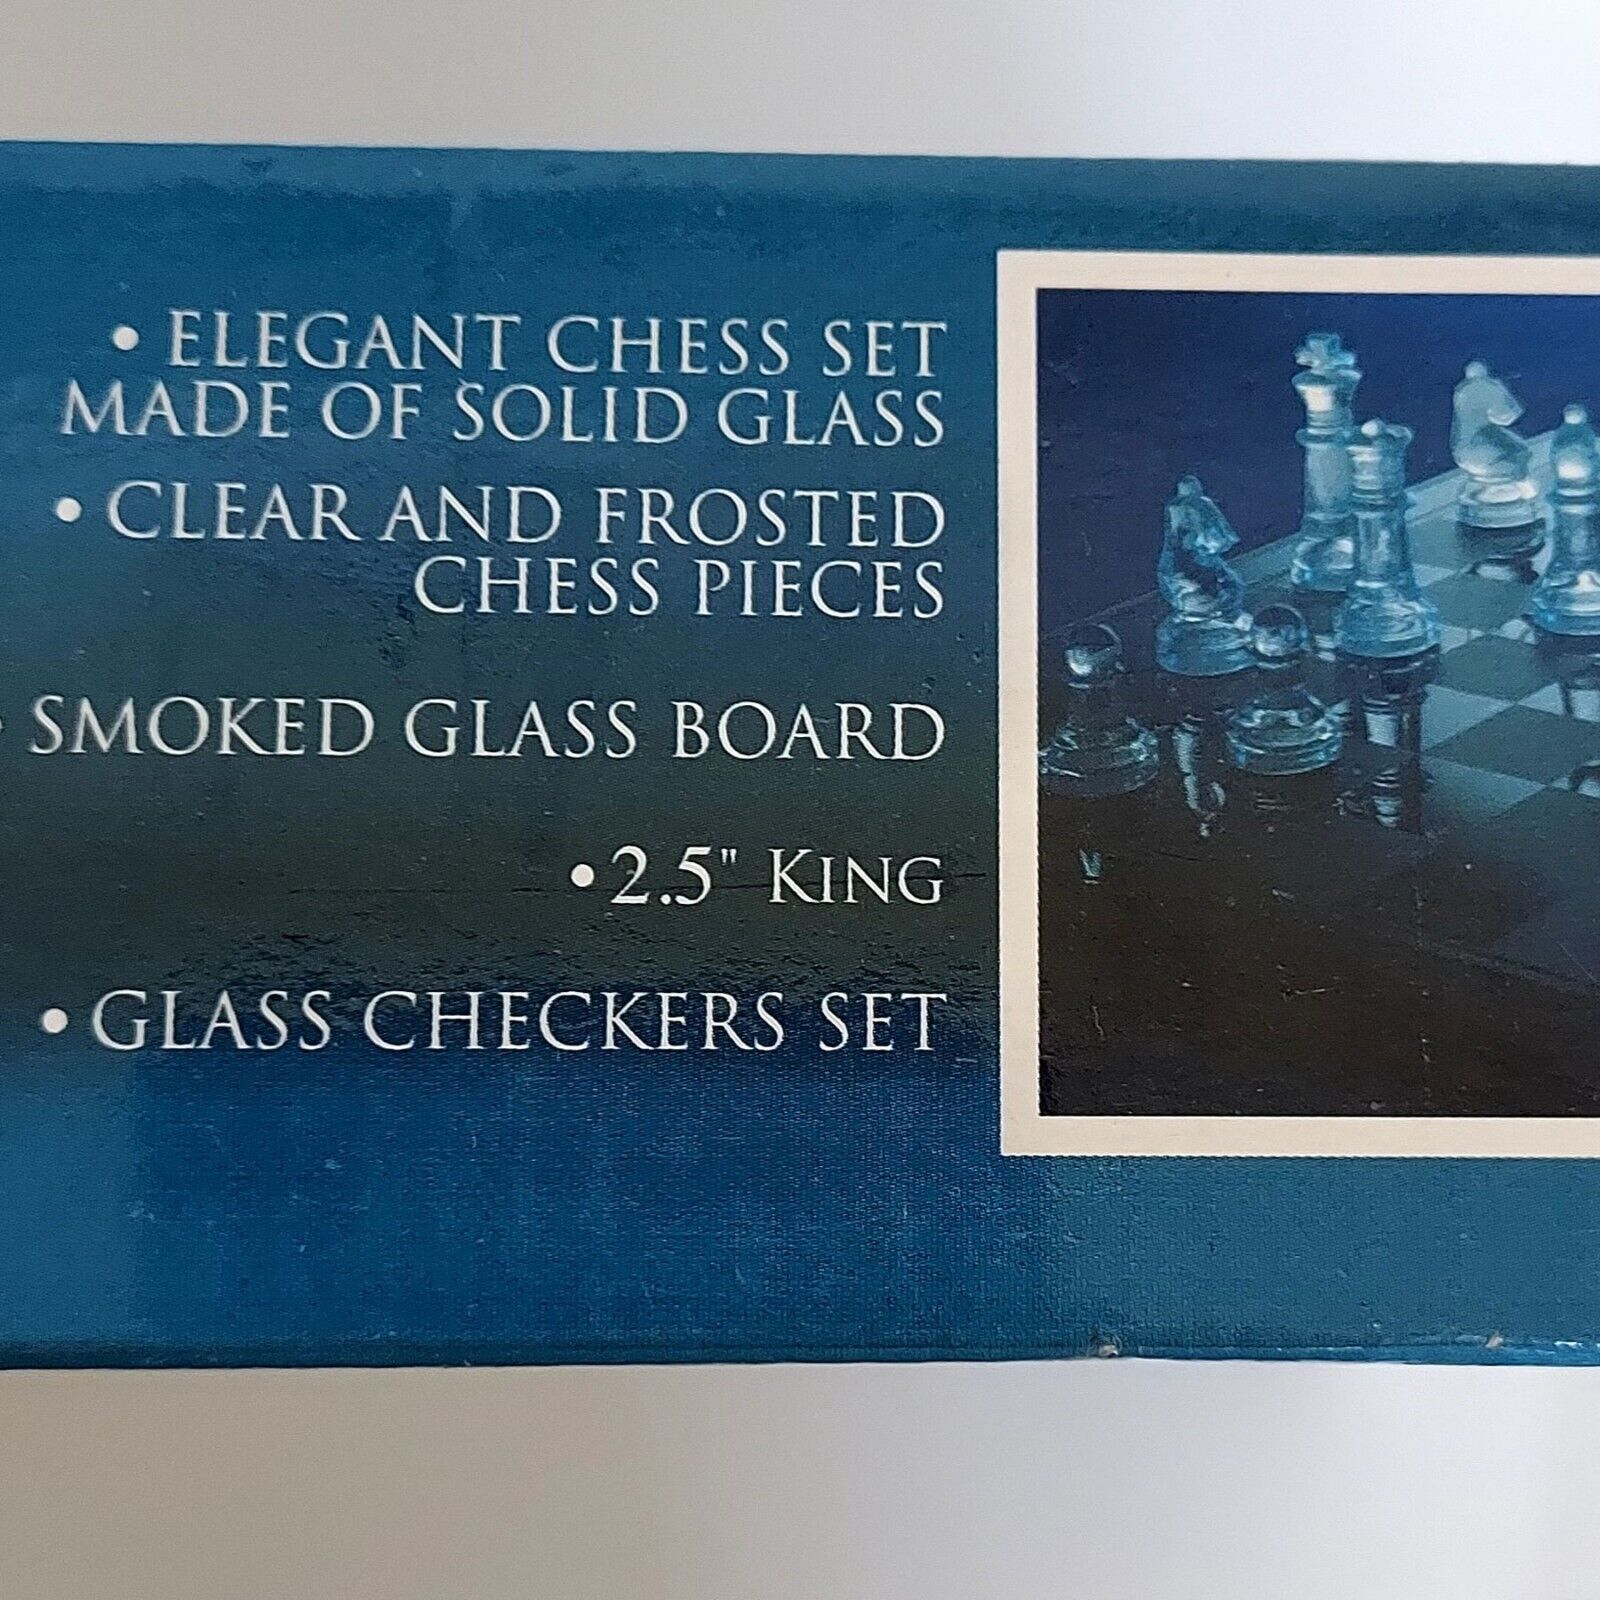 • ELEGANT CHESS SET
MADE OF SOLID GLASS
• CLEAR AND FROSTED
CHESS PIECES
• SMOKED GLASS BOARD
• 2.5" KING
• GLASS CHECKERS SET